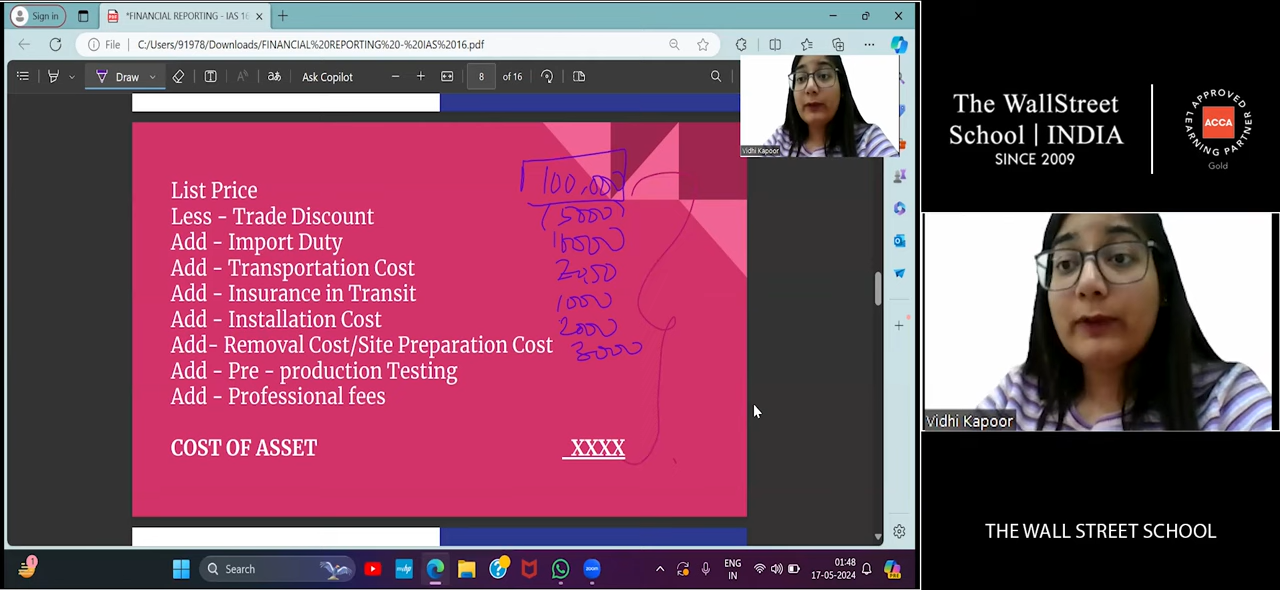 Sign in
*FINANCIAL REPORTING - IAS 16
File
C:/Users/91978/Downloads/FINANCIAL%20REPORTING%20-%20IAS%2016.pdf
Draw
Ask Copilot
8 of 16
List Price 100,000
Less - Trade Discount (5000)
Add - Import Duty
Add - Transportation Cost
Add - Insurance in Transit 1000
Add - Installation Cost 2000
Add- Removal Cost/Site Preparation Cost 3000
Add - Pre - production Testing
Add - Professional fees
COST OF ASSET XXXX
Vidhi Kapoor
Search
ENG
IN
01:48
17-05-2024
The WallStreet
School | INDIA
SINCE 2009
APPROVED
LEARNING PARTNER
ACCA
Gold
Vidhi Kapoor
THE WALL STREET SCHOOL